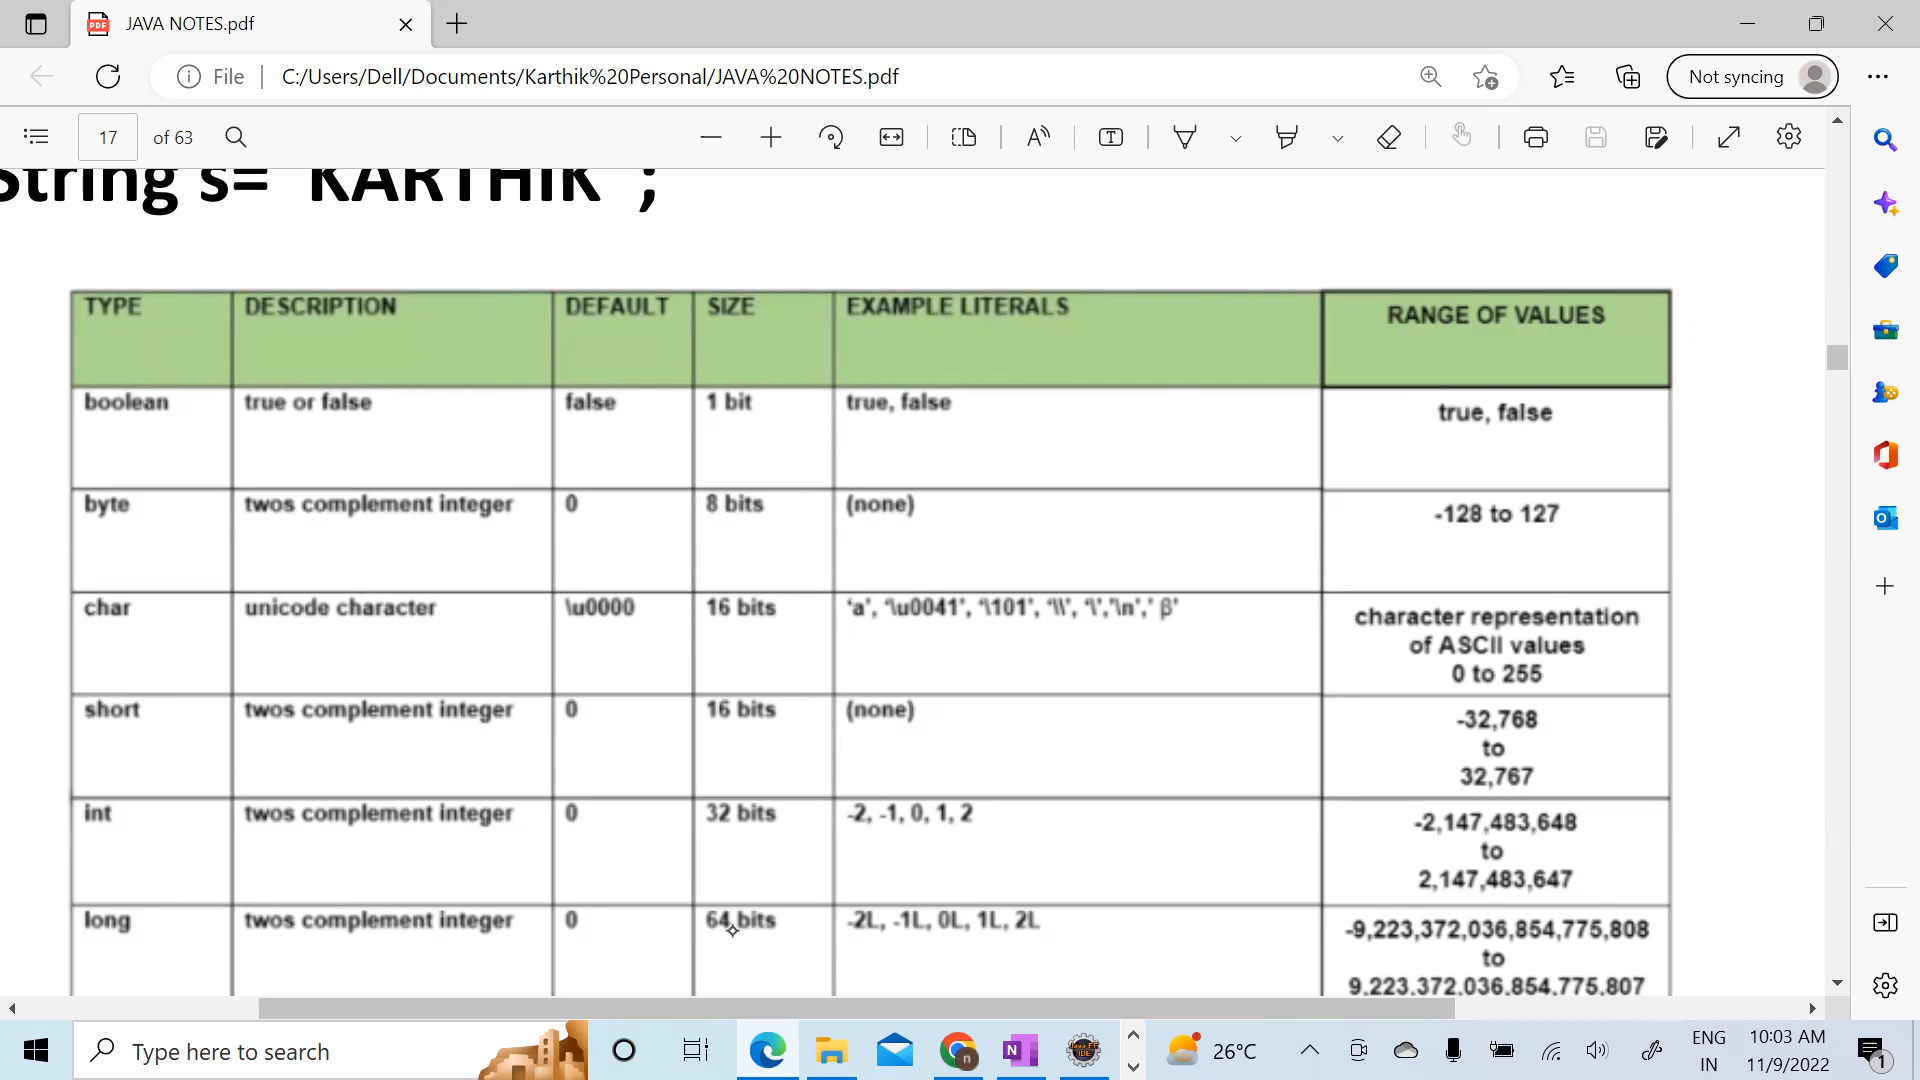 JAVA NOTES.pdf
File
C:/Users/Dell/Documents/Karthik%20Personal/JAVA%20NOTES.pdf
Not syncing
17 of 63
String s= "KARTHIK" ;
TYPE DESCRIPTION DEFAULT SIZE EXAMPLE LITERALS RANGE OF VALUES
boolean true or false false 1 bit true, false true, false
byte twos complement integer 0 8 bits (none) -128 to 127
char unicode character \u0000 16 bits ‘a’, ‘\u0041’, ‘\101’, ‘\\’, ‘\’,’\n’,’ β’ character representation
of ASCII values
0 to 255
short twos complement integer 0 16 bits (none) -32,768
to
32,767
int twos complement integer 0 32 bits -2, -1, 0, 1, 2 -2,147,483,648
to
2,147,483,647
long twos complement integer 0 64 bits -2L, -1L, 0L, 1L, 2L -9,223,372,036,854,775,808
to
9,223,372,036,854,775,807
Type here to search
26°C
ENG
IN
10:03 AM
11/9/2022
1